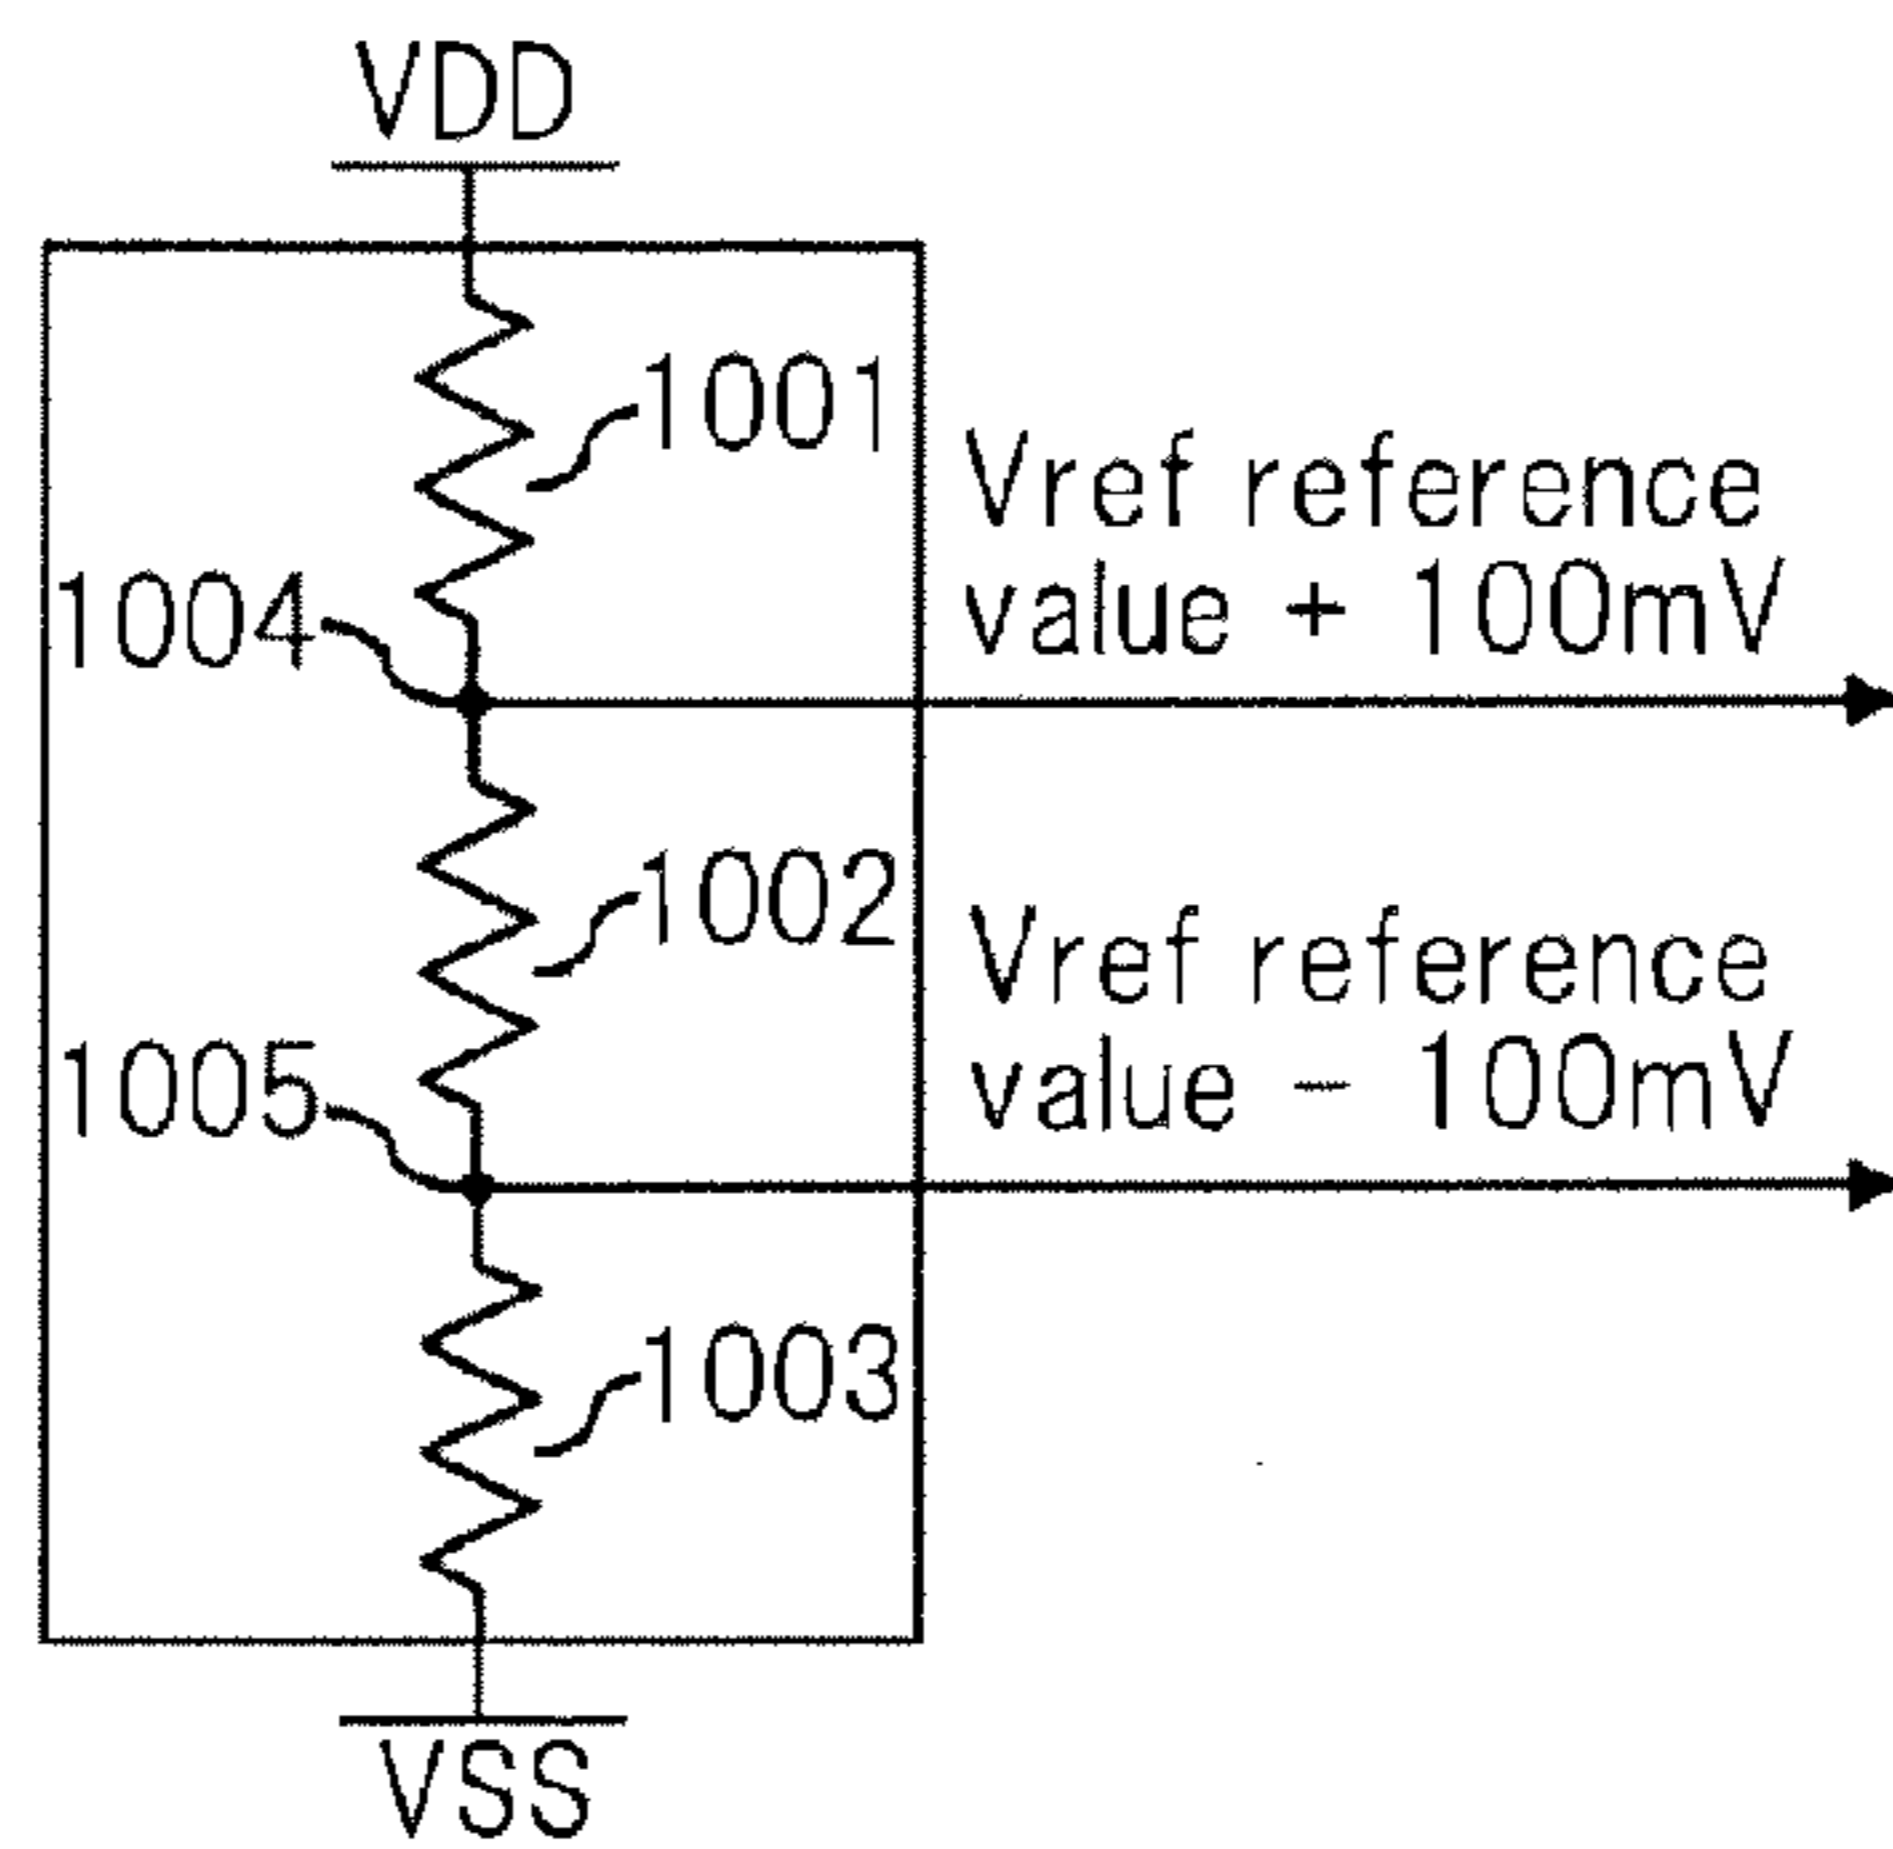 VDD
1001
Vref reference
value + 100mV
1004
1002
Vref reference
value - 100mV
1005
1003
VSS